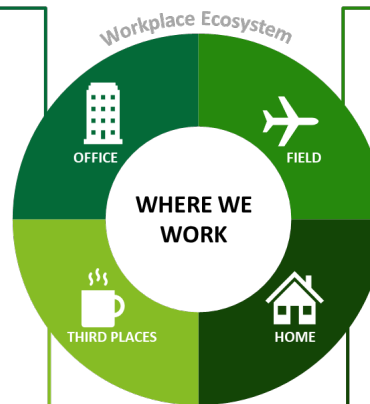 Workplace Ecosystem
OFFICE
FIELD
WHERE WE
WORK
THIRD PLACES
HOME